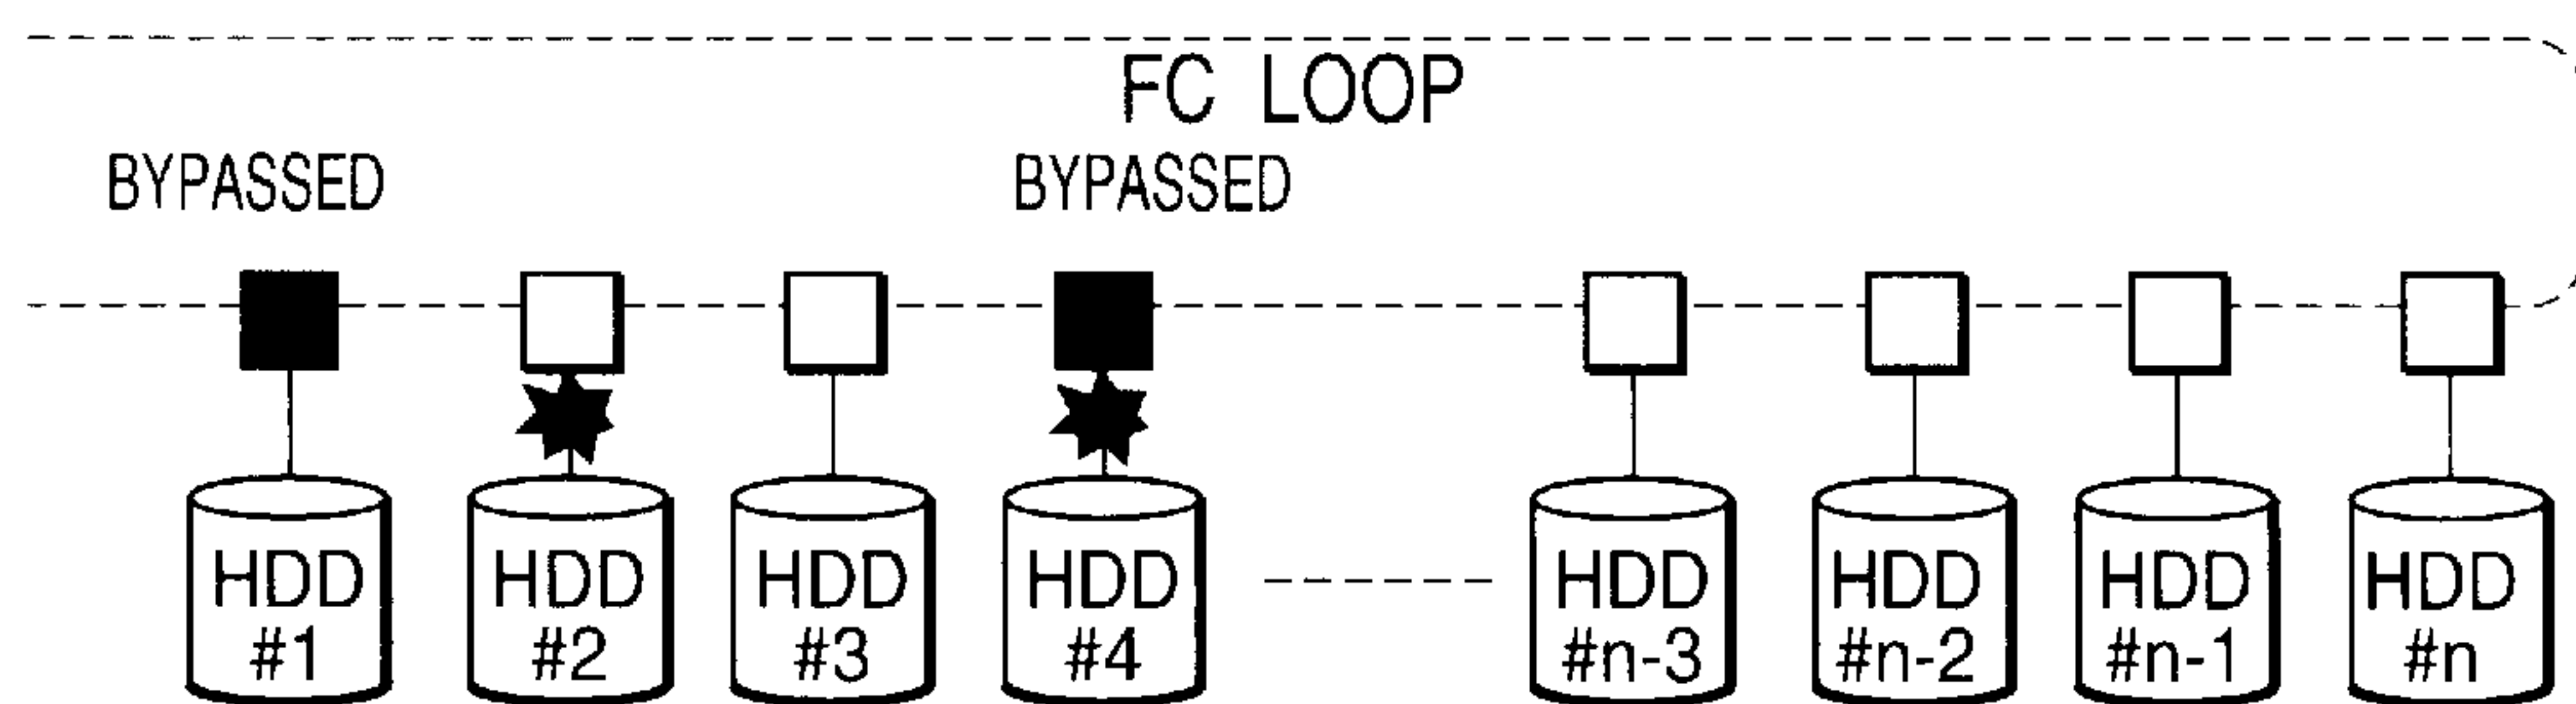 FC LOOP
BYPASSED
BYPASSED
HDD
#1
HDD
#2
HDD
#3
HDD
#4
HDD
#n-3
HDD
#n-2
HDD
#n-1
HDD
#n